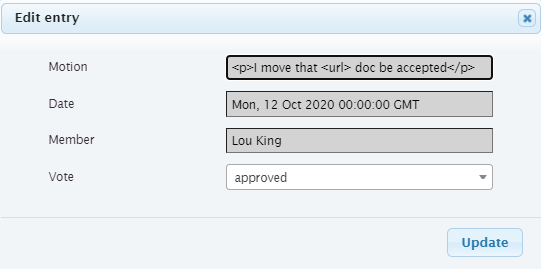 Edit entry
Motion <p>I move that <url> doc be accepted</p>
Date Mon, 12 Oct 2020 00:00:00 GMT
Member Lou King
Vote approved
Update